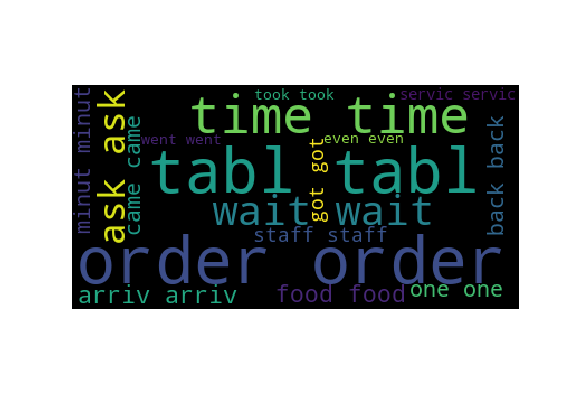 minut minut
ask ask
came came
took took
servic servic
time time
went went
even even
tabl tabl
got got
back back
wait wait
staff staff
order order
arriv arriv
food food
one one